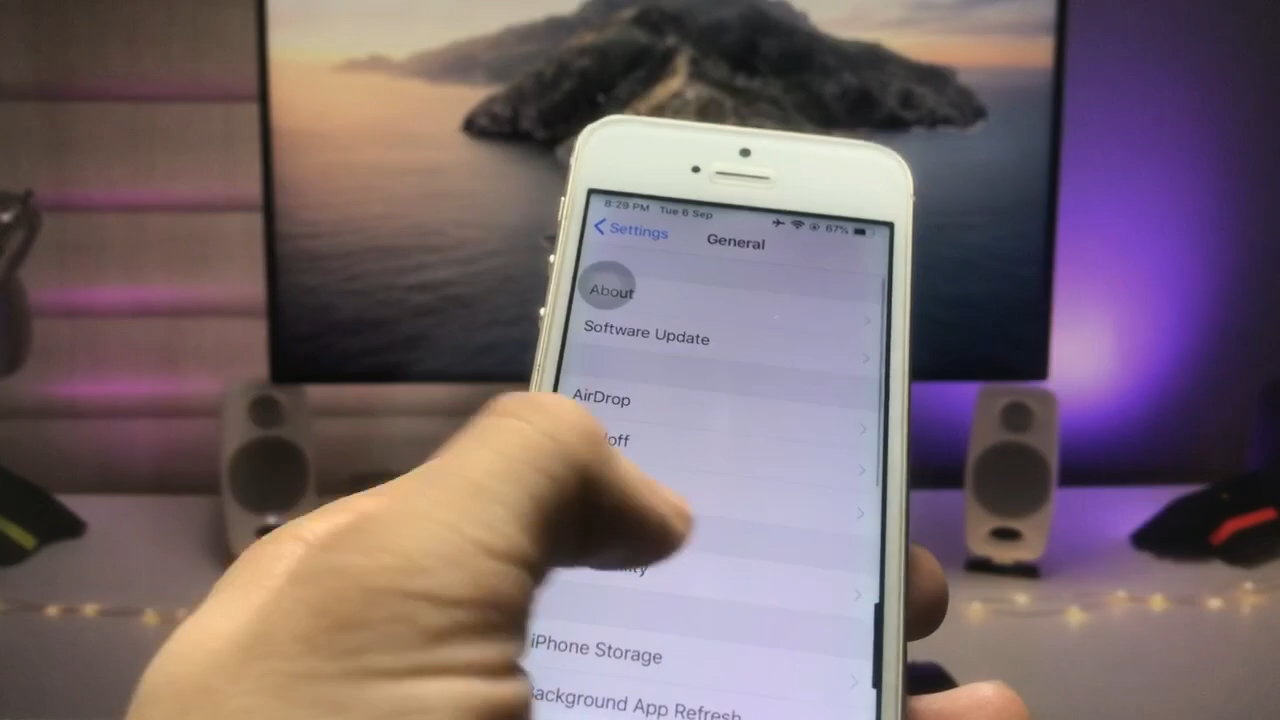 8:29 PM Tue 6 Sep 67%
Settings
General
About
Software Update
AirDrop
iPhone Storage
Background App Refresh